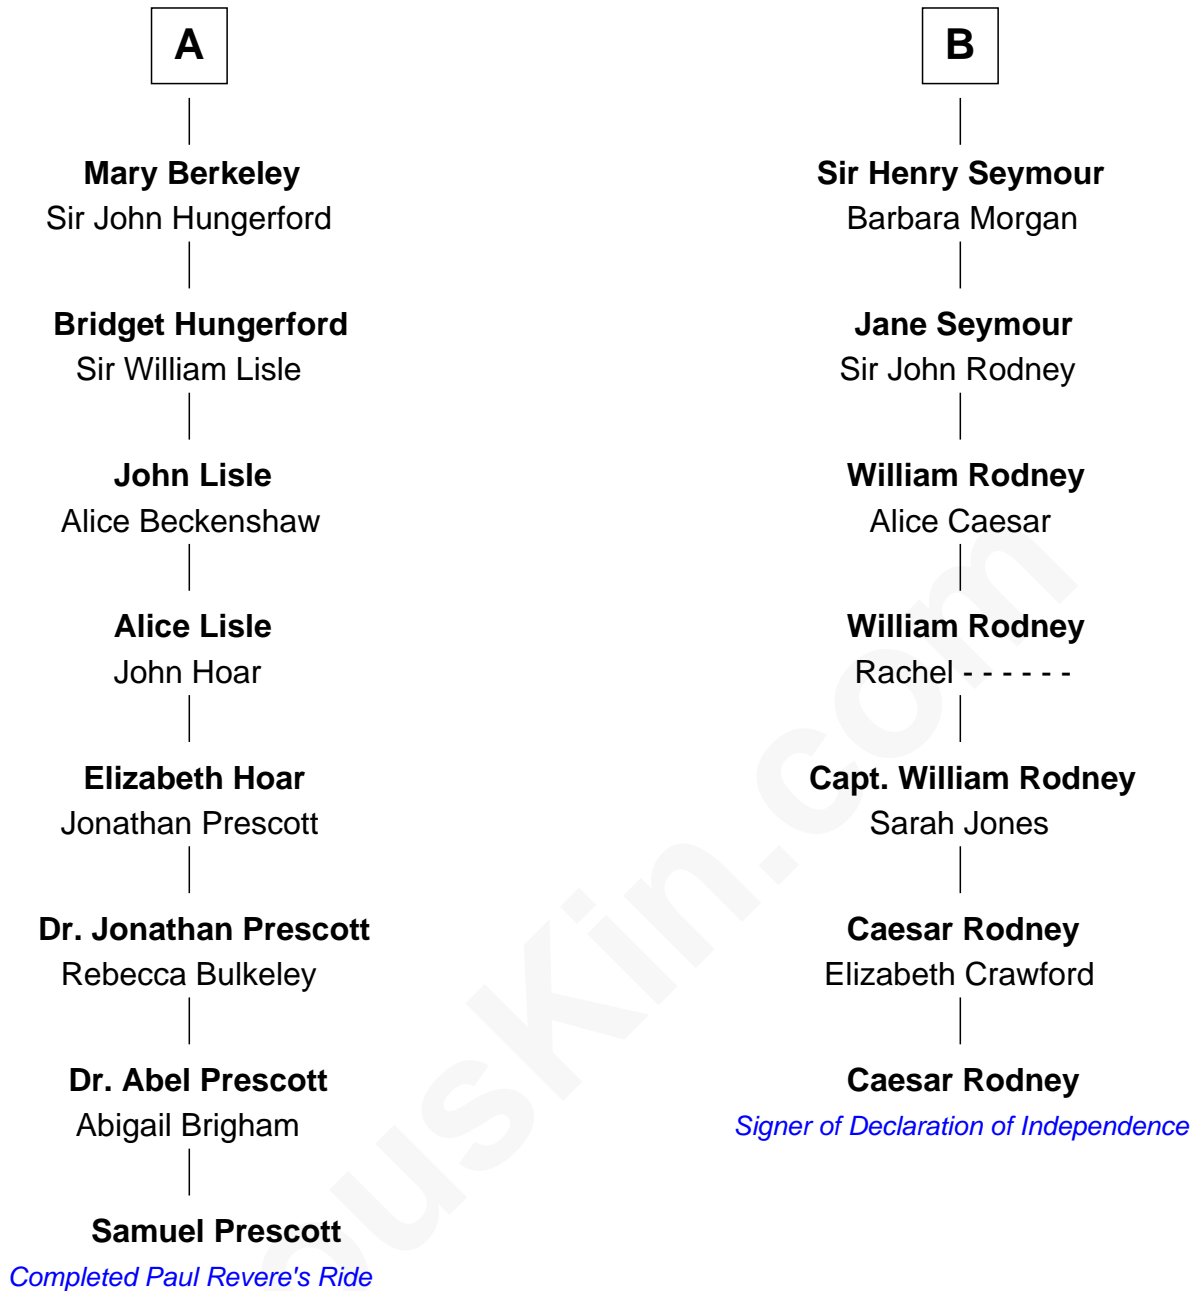 A
Mary Berkeley
Sir John Hungerford
Bridget Hungerford
Sir William Lisle
John Lisle
Alice Beckenshaw
Alice Lisle
John Hoar
Elizabeth Hoar
Jonathan Prescott
Dr. Jonathan Prescott
Rebecca Bulkeley
Dr. Abel Prescott
Abigail Brigham
Samuel Prescott
Completed Paul Revere's Ride
B
Sir Henry Seymour
Barbara Morgan
Jane Seymour
Sir John Rodney
William Rodney
Alice Caesar
William Rodney
Rachel - - - - - -
Capt. William Rodney
Sarah Jones
Caesar Rodney
Elizabeth Crawford
Caesar Rodney
Signer of Declaration of Independence
ousKin.com